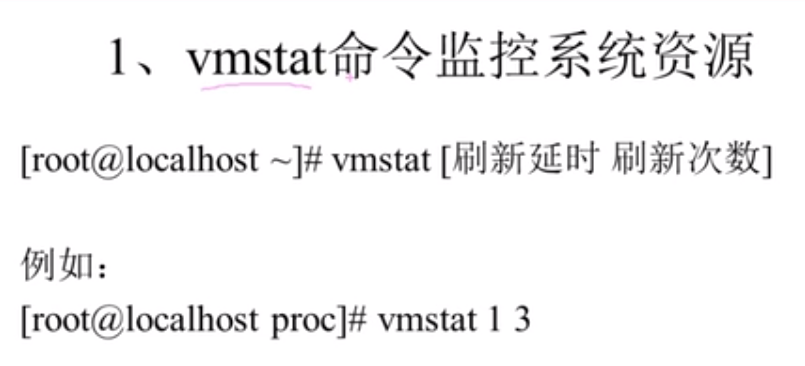 1、vmstat命令监控系统资源
[root@localhost ~]# vmstat [刷新延时 刷新次数]
例如：
[root@localhost proc]# vmstat 1 3